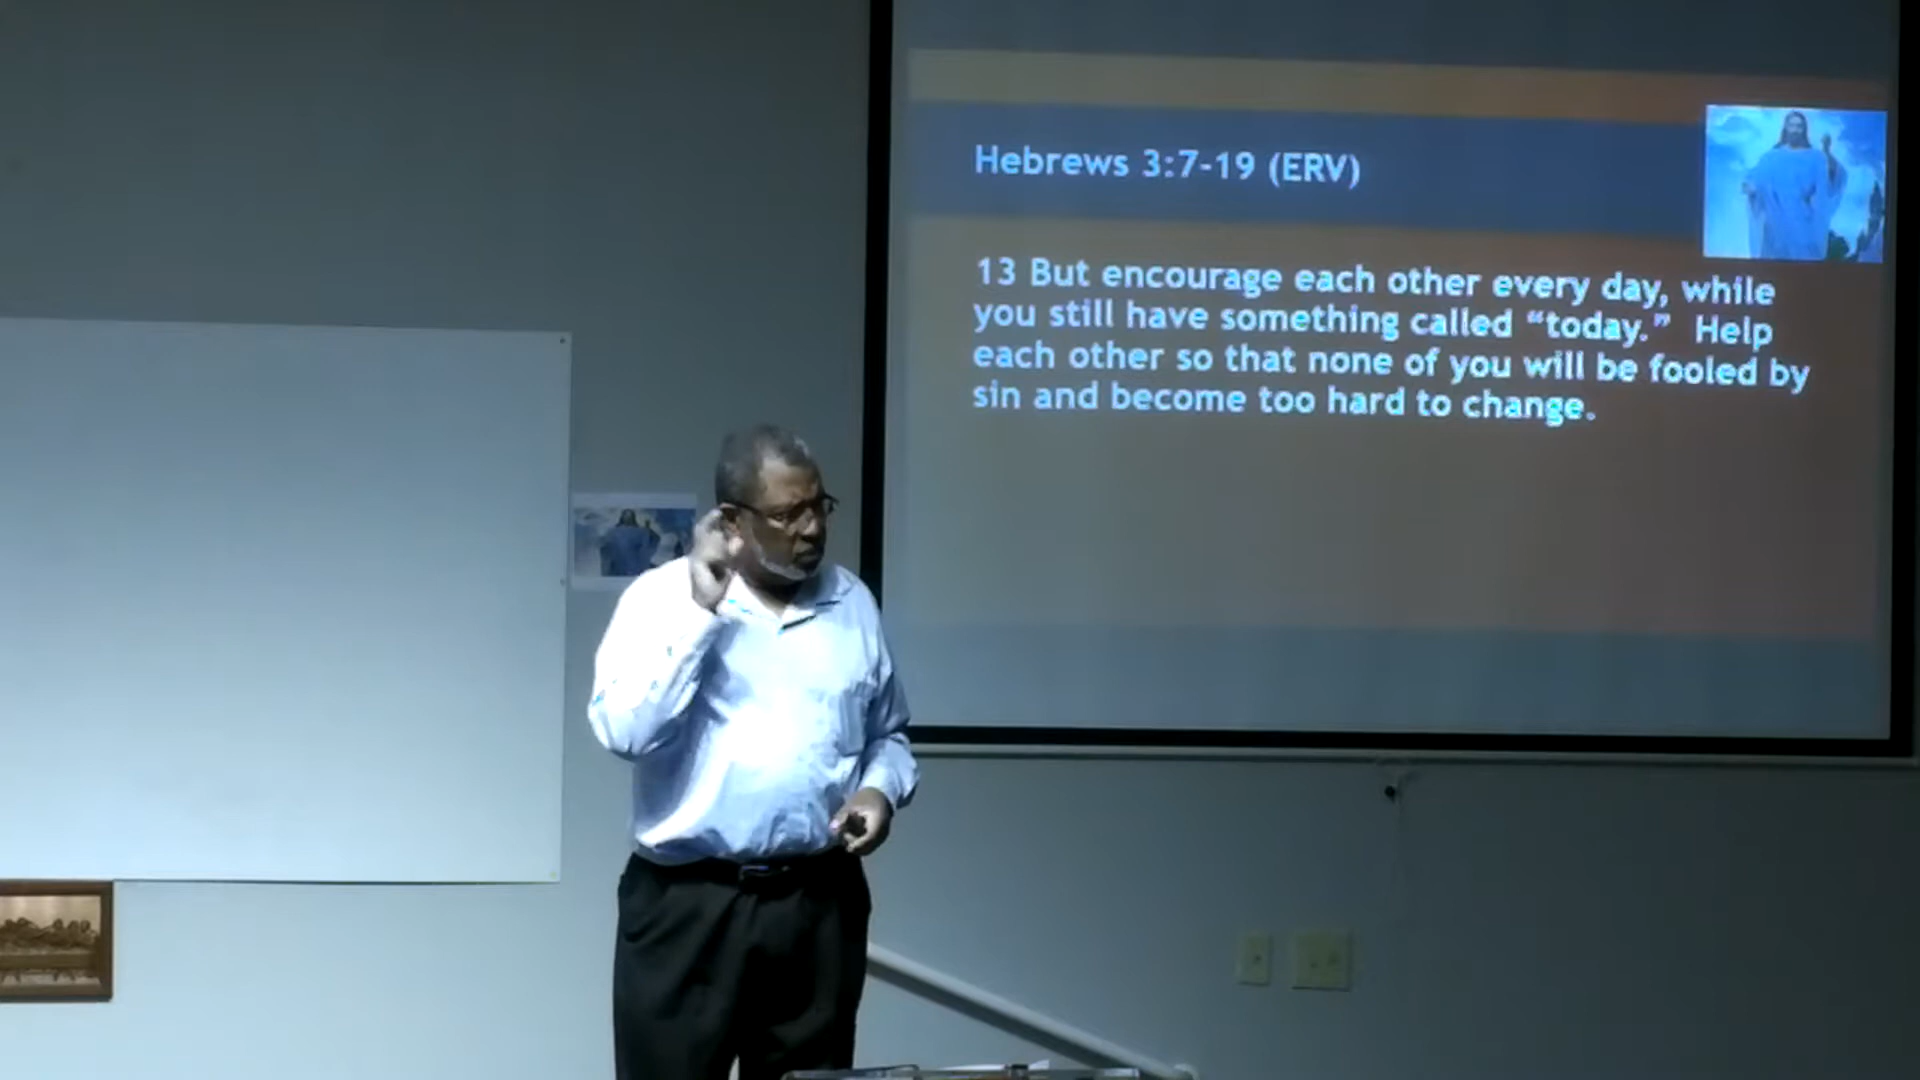 Hebrews 3:7-19 (ERV)
13 But encourage each other every day, while
you still have something called “today.”  Help
each other so that none of you will be fooled by
sin and become too hard to change.